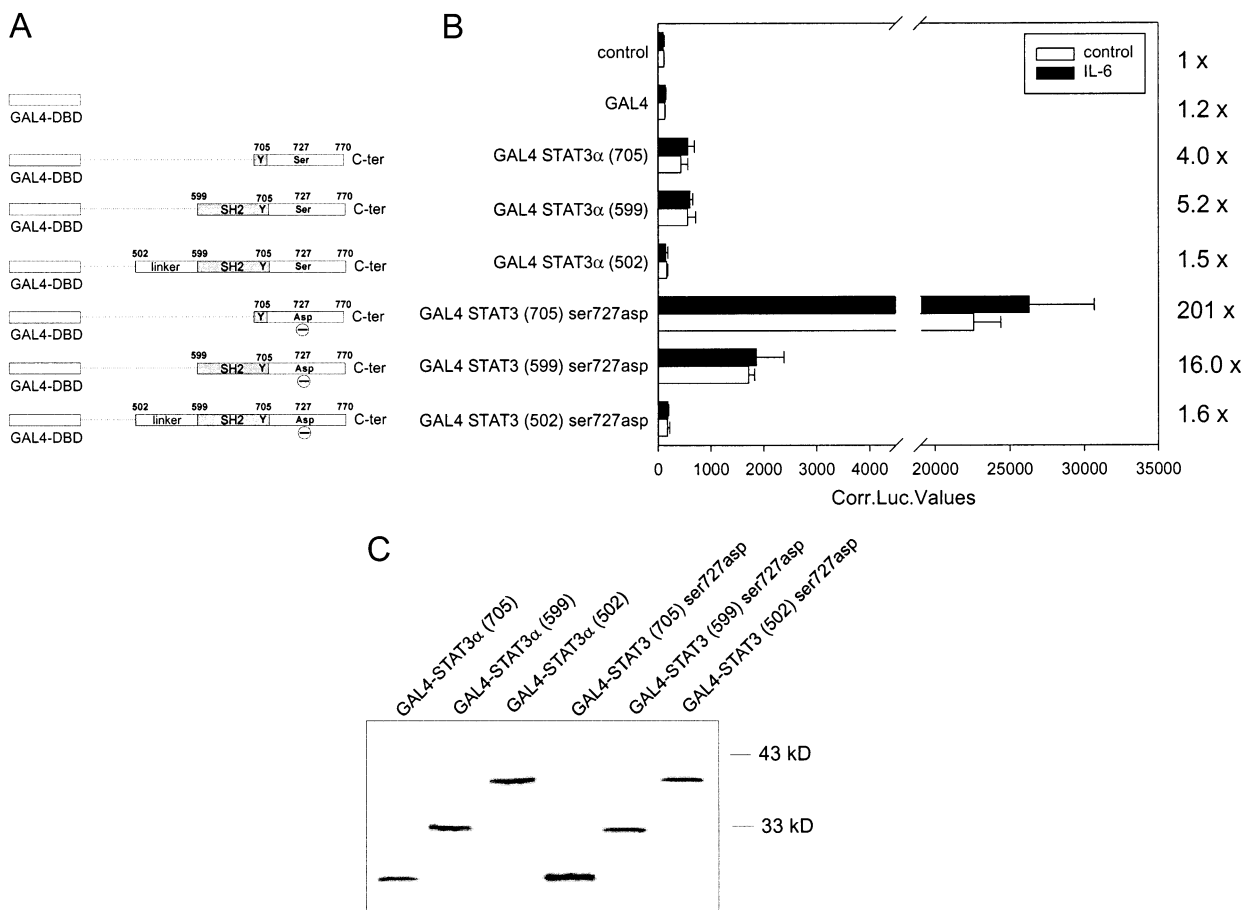 A
GAL4-DBD
705 727 770
Y Ser C-ter
GAL4-DBD
599 705 727 770
SH2 Y Ser C-ter
GAL4-DBD
502 599 705 727 770
linker SH2 Y Ser C-ter
GAL4-DBD
705 727 770
Y Asp C-ter
GAL4-DBD
599 705 727 770
SH2 Y Asp C-ter
GAL4-DBD
502 599 705 727 770
linker SH2 Y Asp C-ter
GAL4-DBD
B
control
IL-6
control 1 x
GAL4 1.2 x
GAL4 STAT3α (705) 4.0 x
GAL4 STAT3α (599) 5.2 x
GAL4 STAT3α (502) 1.5 x
GAL4 STAT3 (705) ser727asp 201 x
GAL4 STAT3 (599) ser727asp 16.0 x
GAL4 STAT3 (502) ser727asp 1.6 x
0 1000 2000 3000 4000 20000 25000 30000 35000
Corr.Luc.Values
C
GAL4-STAT3α (705)
GAL4-STAT3α (599)
GAL4-STAT3α (502)
GAL4-STAT3 (705) ser727asp
GAL4-STAT3 (599) ser727asp
GAL4-STAT3 (502) ser727asp
43 kD
33 kD